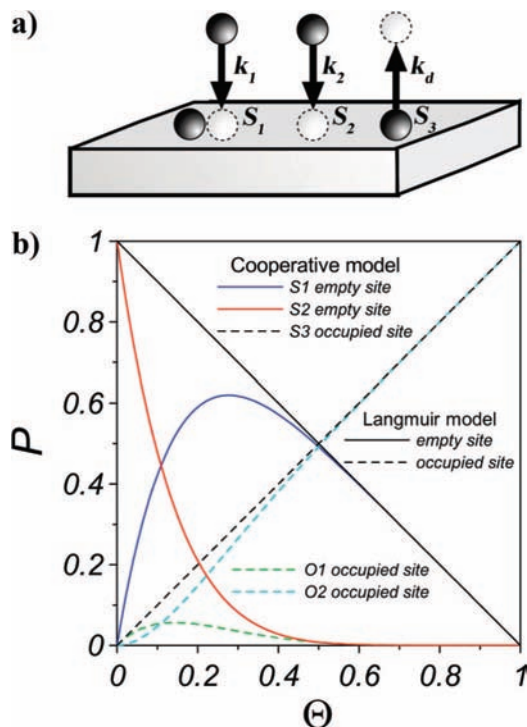 a)
k1 k2 kd
S1 S2 S3
b)
1
Cooperative model
S1 empty site
S2 empty site
S3 occupied site
0.8
0.6
Langmuir model
empty site
occupied site
P
0.4
0.2
O1 occupied site
O2 occupied site
0
0 0.2 0.4 0.6 0.8 1
Θ